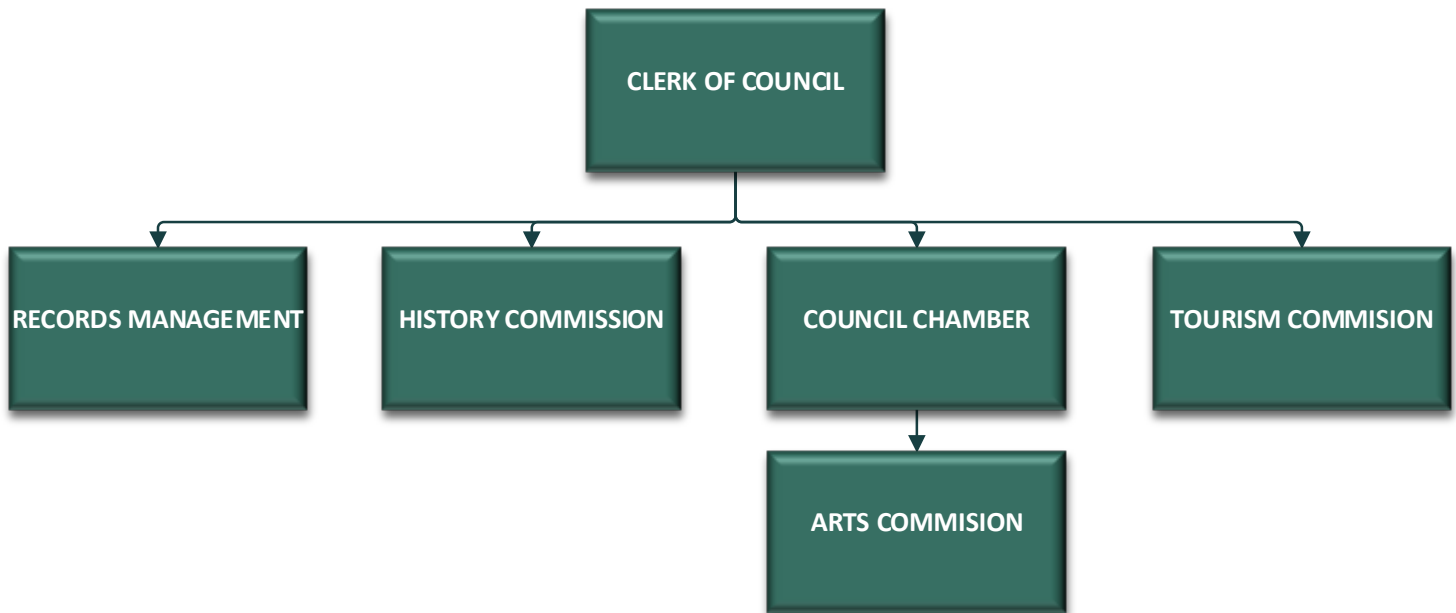 CLERK OF COUNCIL
RECORDS MANAGEMENT
HISTORY COMMISSION
COUNCIL CHAMBER
TOURISM COMMISION
ARTS COMMISION